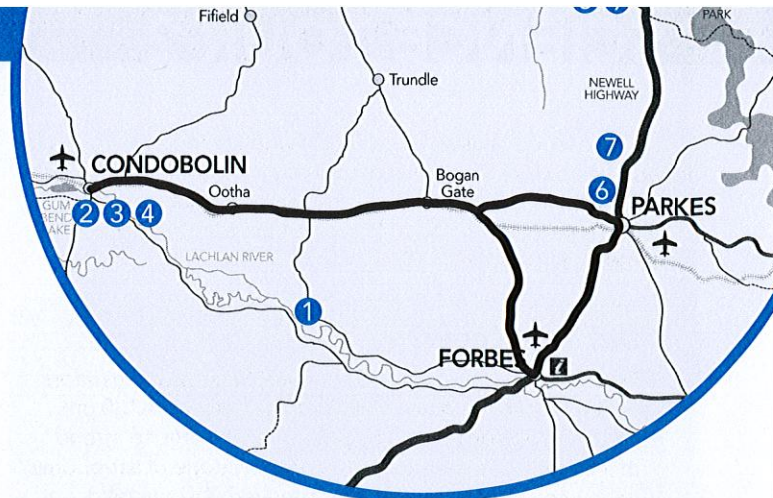 Fifield
PARK
Trundle
NEWELL
HIGHWAY
7
CONDOBOLIN
Bogan
Gate
Ootha
6
PARKES
2
3
4
GUM
BEND
LAKE
LACHLAN RIVER
1
FORBES
i